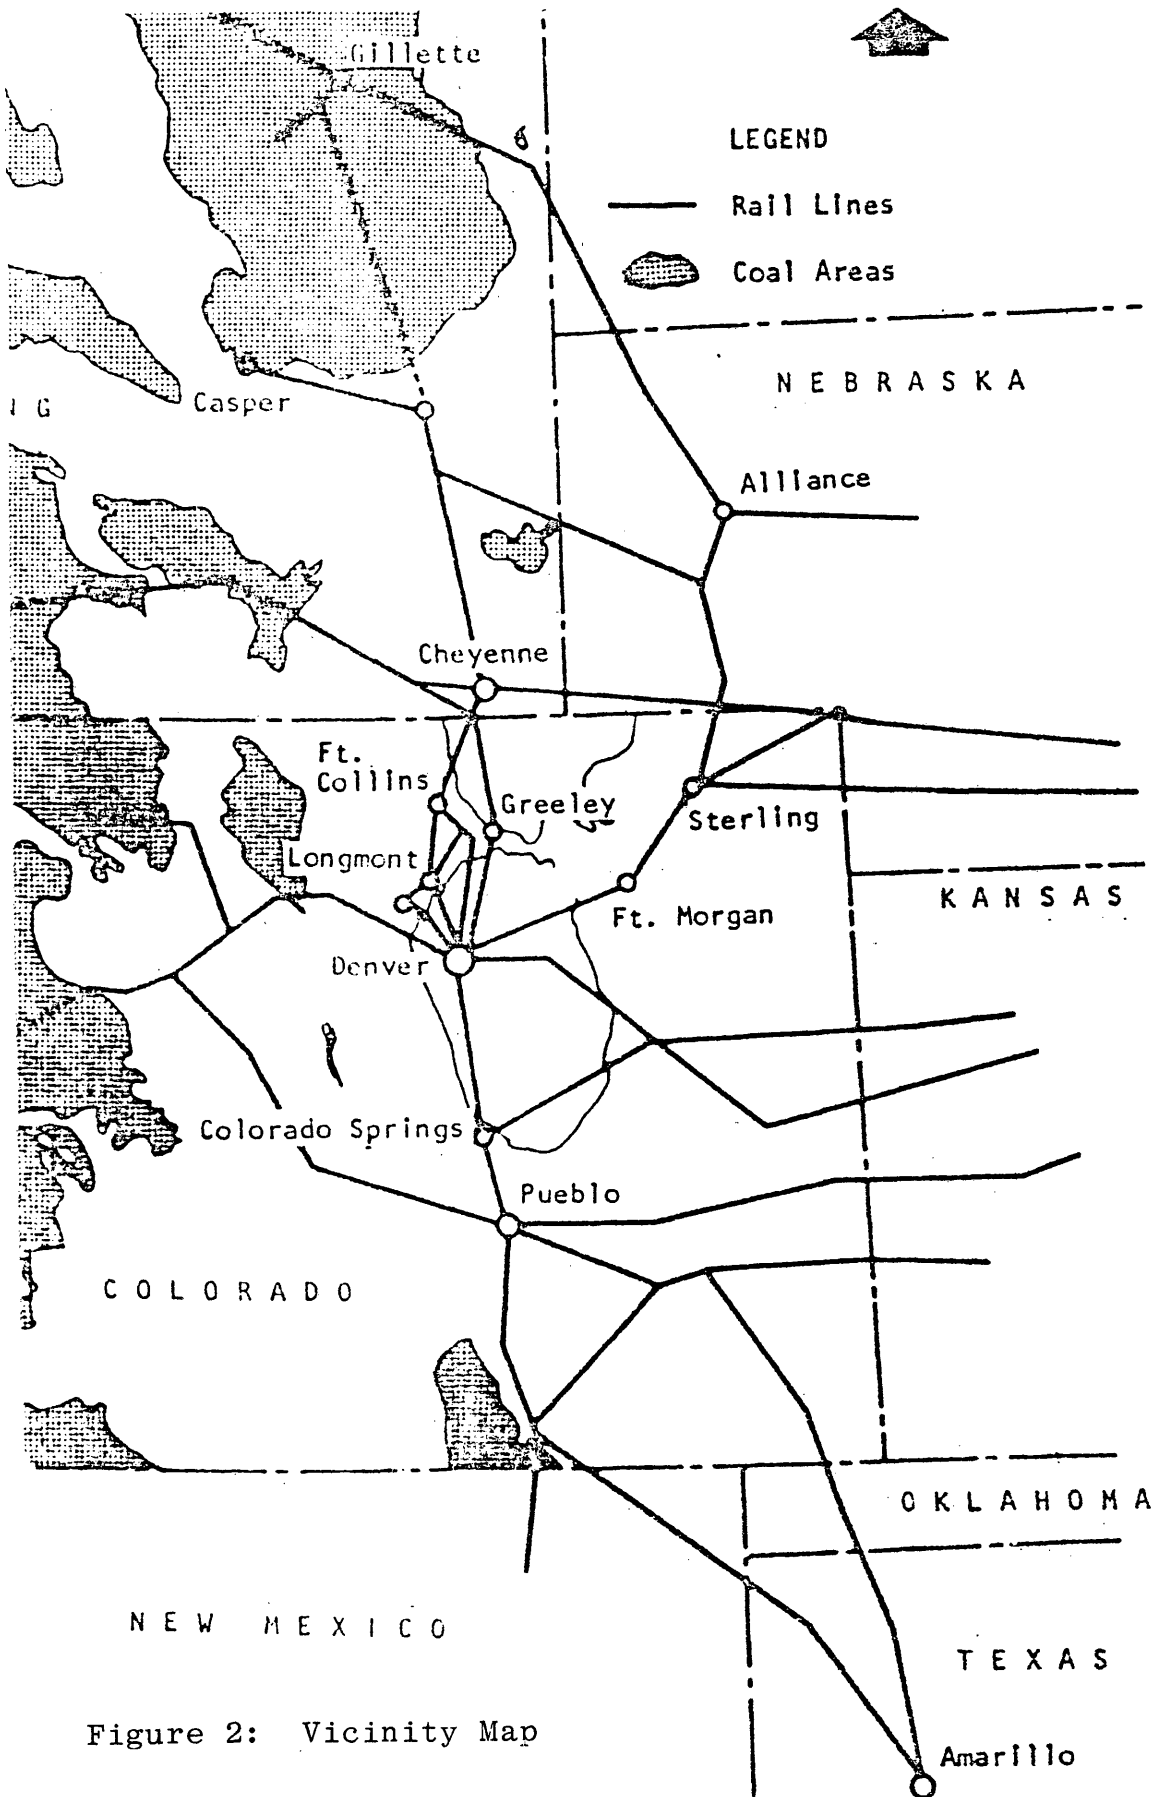 Gillette
LEGEND
Rail Lines
Coal Areas
NEBRASKA
Casper
NG
Alliance
Cheyenne
Ft.
Collins
Greeley
Sterling
Longmont
KANSAS
Ft. Morgan
Denver
Colorado Springs
Pueblo
COLORADO
OKLAHOMA
NEW MEXICO
TEXAS
Figure 2: Vicinity Map
Amarillo